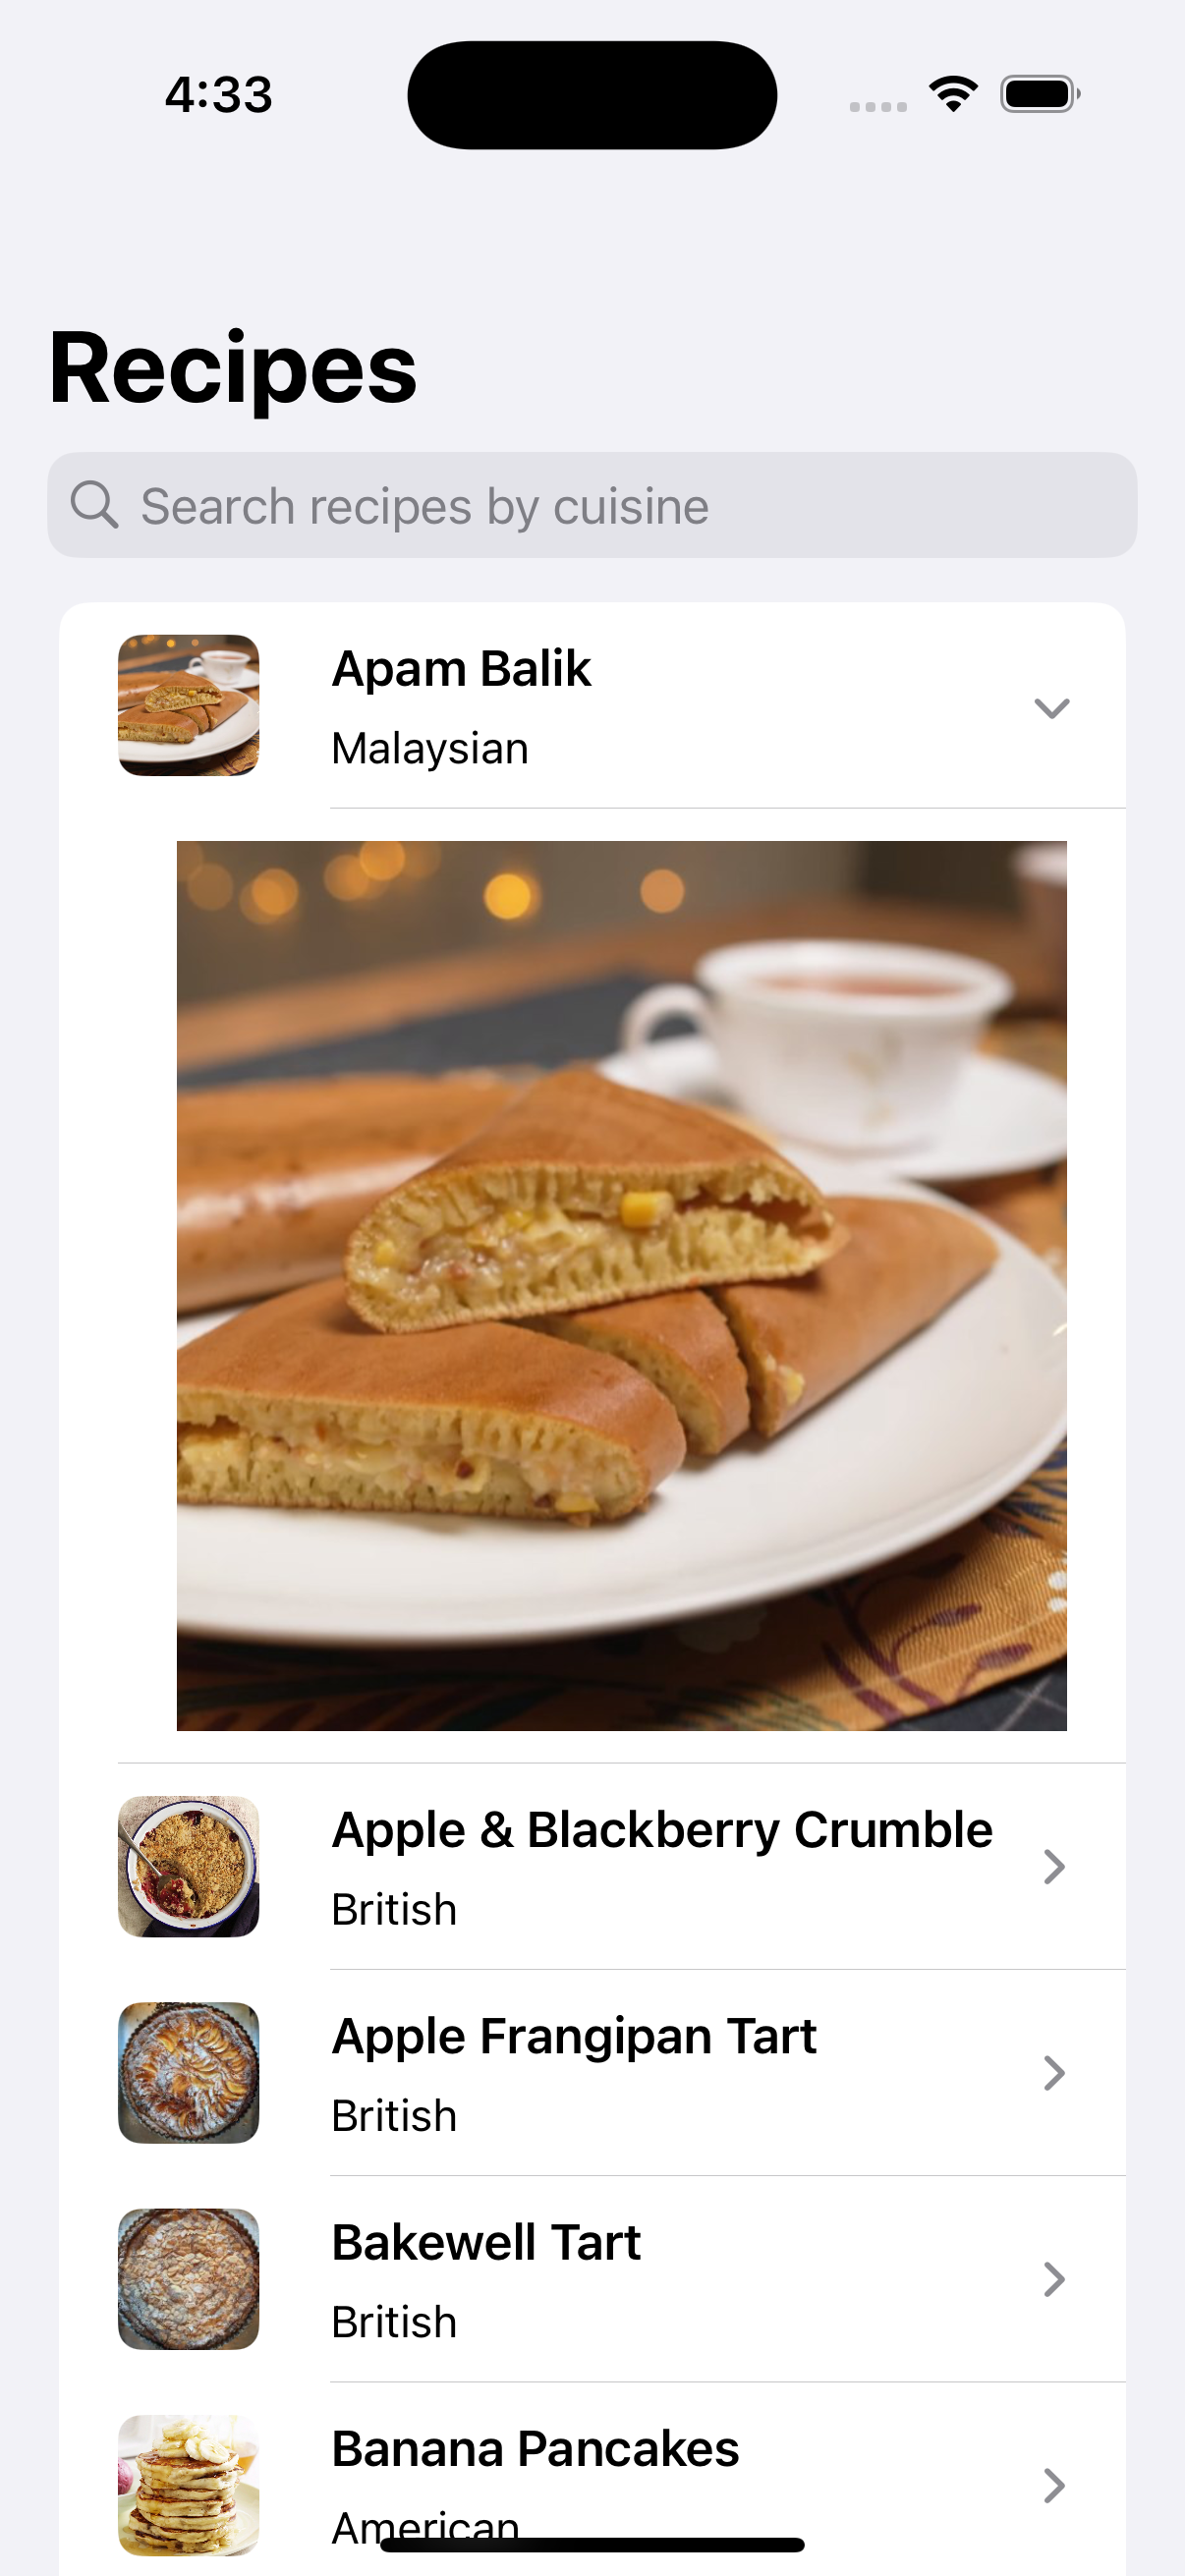 4:33
Recipes
Search recipes by cuisine
Apam Balik
Malaysian
Apple & Blackberry Crumble
British
Apple Frangipan Tart
British
Bakewell Tart
British
Banana Pancakes
American